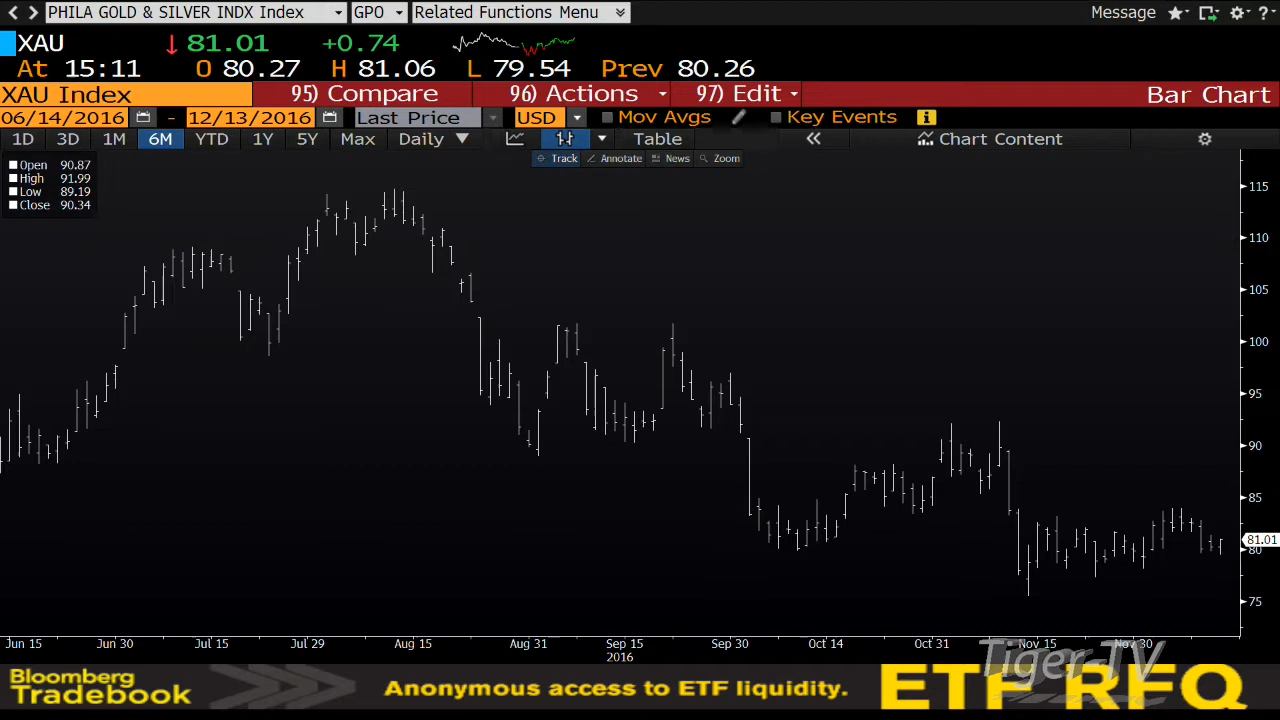 PHILA GOLD & SILVER INDX Index GPO Related Functions Menu Message ?
XAU 81.01 +0.74
At 15:11 O 80.27 H 81.06 L 79.54 Prev 80.26
XAU Index 95) Compare 96) Actions 97) Edit Bar Chart
06/14/2016 - 12/13/2016 Last Price USD Mov Avgs Key Events
1D 3D 1M 6M YTD 1Y 5Y Max Daily Table Chart Content
Track Annotate News Zoom
Open 90.87
High 91.99
Low 89.19
Close 90.34
115
110
105
100
95
90
85
81.01
80
75
Jun 15 Jun 30 Jul 15 Jul 29 Aug 15 Aug 31 Sep 15 Sep 30 Oct 14 Oct 31 Nov 15 Nov 30
2016
Tiger-TV
Bloomberg
Tradebook
Anonymous access to ETF liquidity.
ETF RFQ